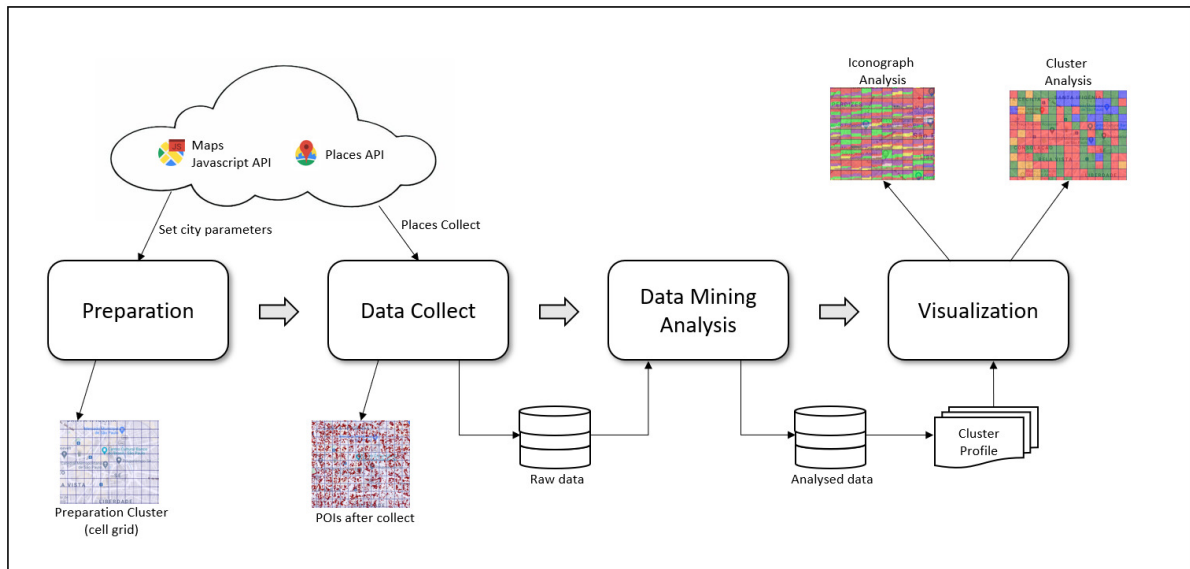 Iconograph
Analysis
Cluster
Analysis
JS
Maps
Javascript API
Places API
Set city parameters
Places Collect
Preparation
Data Collect
Data Mining
Analysis
Visualization
Cluster
Profile
Raw data
Analysed data
Preparation Cluster
(cell grid)
POIs after collect